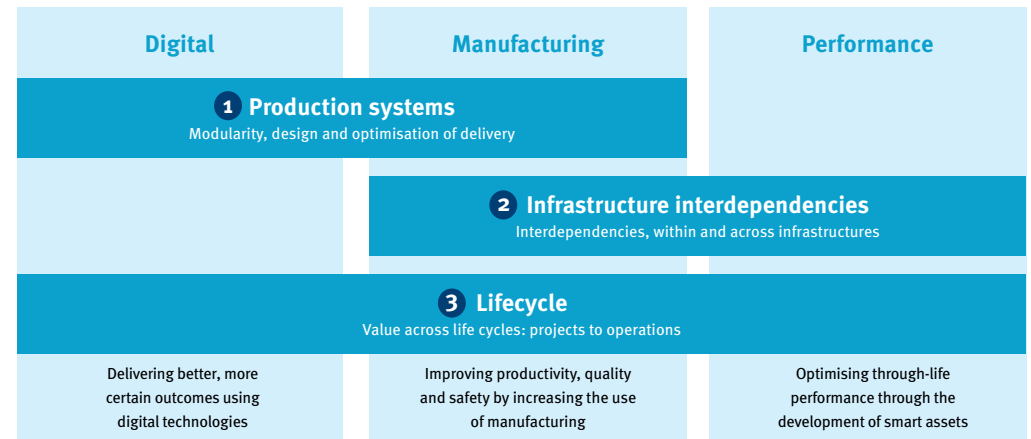 Digital
Manufacturing
Performance
1 Production systems
Modularity, design and optimisation of delivery
2 Infrastructure interdependencies
Interdependencies, within and across infrastructures
3 Lifecycle
Value across life cycles: projects to operations
Delivering better, more
certain outcomes using
digital technologies
Improving productivity, quality
and safety by increasing the use
of manufacturing
Optimising through-life
performance through the
development of smart assets